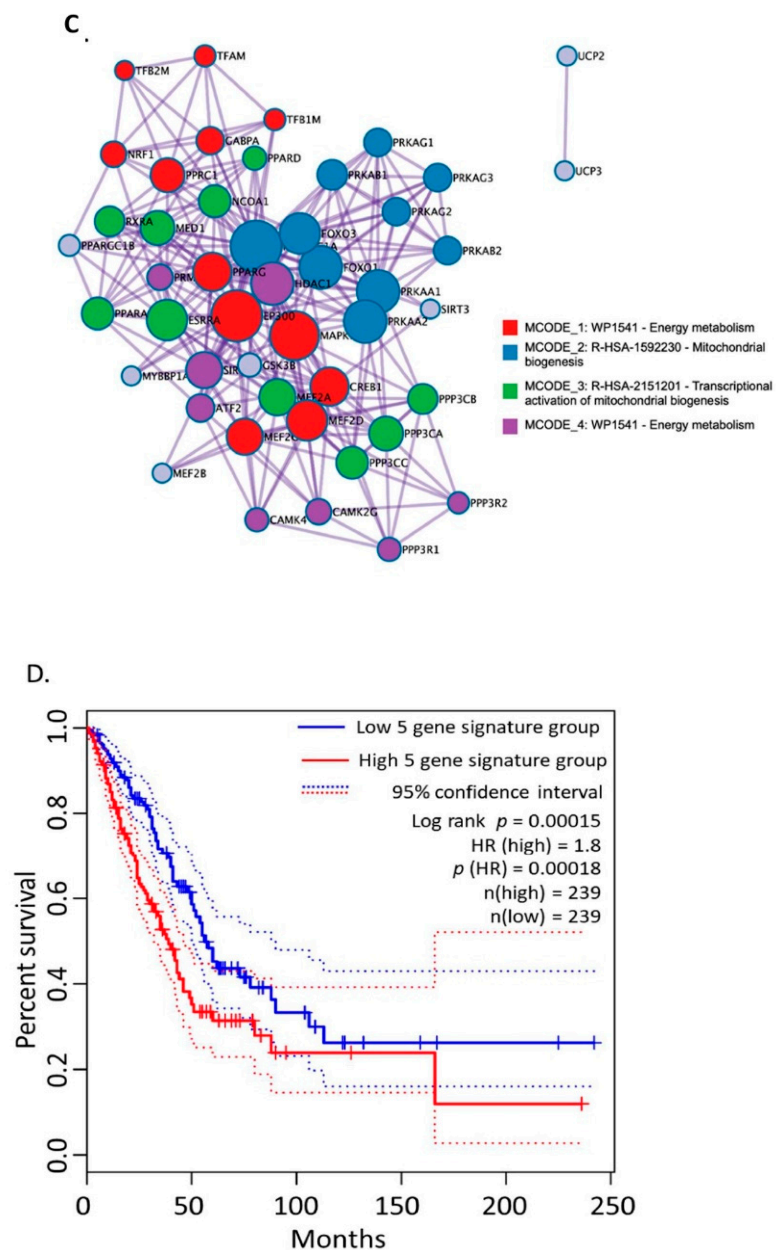 C.
TFAM
UCP2
TFB2M
TFB1M
GABPA
PRKAG1
NRF1
PPARD
UCP3
PPRC1
PRKAB1
PRKAG3
NCOA1
RXRA
MED1
PRKAG2
FOXO3
PPARGC1B
PRKAB2
PPARG
FOXO1
HDAC1
PRKAA1
SIRT3
PPARA
ESRRA
EP300
PRKAA2
MCODE_1: WP1541 - Energy metabolism
MCODE_2: R-HSA-1592230 - Mitochondrial
biogenesis
MCODE_3: R-HSA-2151201 - Transcriptional
activation of mitochondrial biogenesis
MCODE_4: WP1541 - Energy metabolism
GSK3B
MYBBP1A
CREB1
MEF2A
PPP3CB
ATF2
MEF2D
PPP3CA
PPP3CC
MEF2B
CAMK4
CAMK2G
PPP3R2
PPP3R1
D.
Low 5 gene signature group
High 5 gene signature group
95% confidence interval
Log rank p = 0.00015
HR (high) = 1.8
p (HR) = 0.00018
n(high) = 239
n(low) = 239
Percent survival
1.0
0.8
0.6
0.4
0.2
0.0
0 50 100 150 200 250
Months